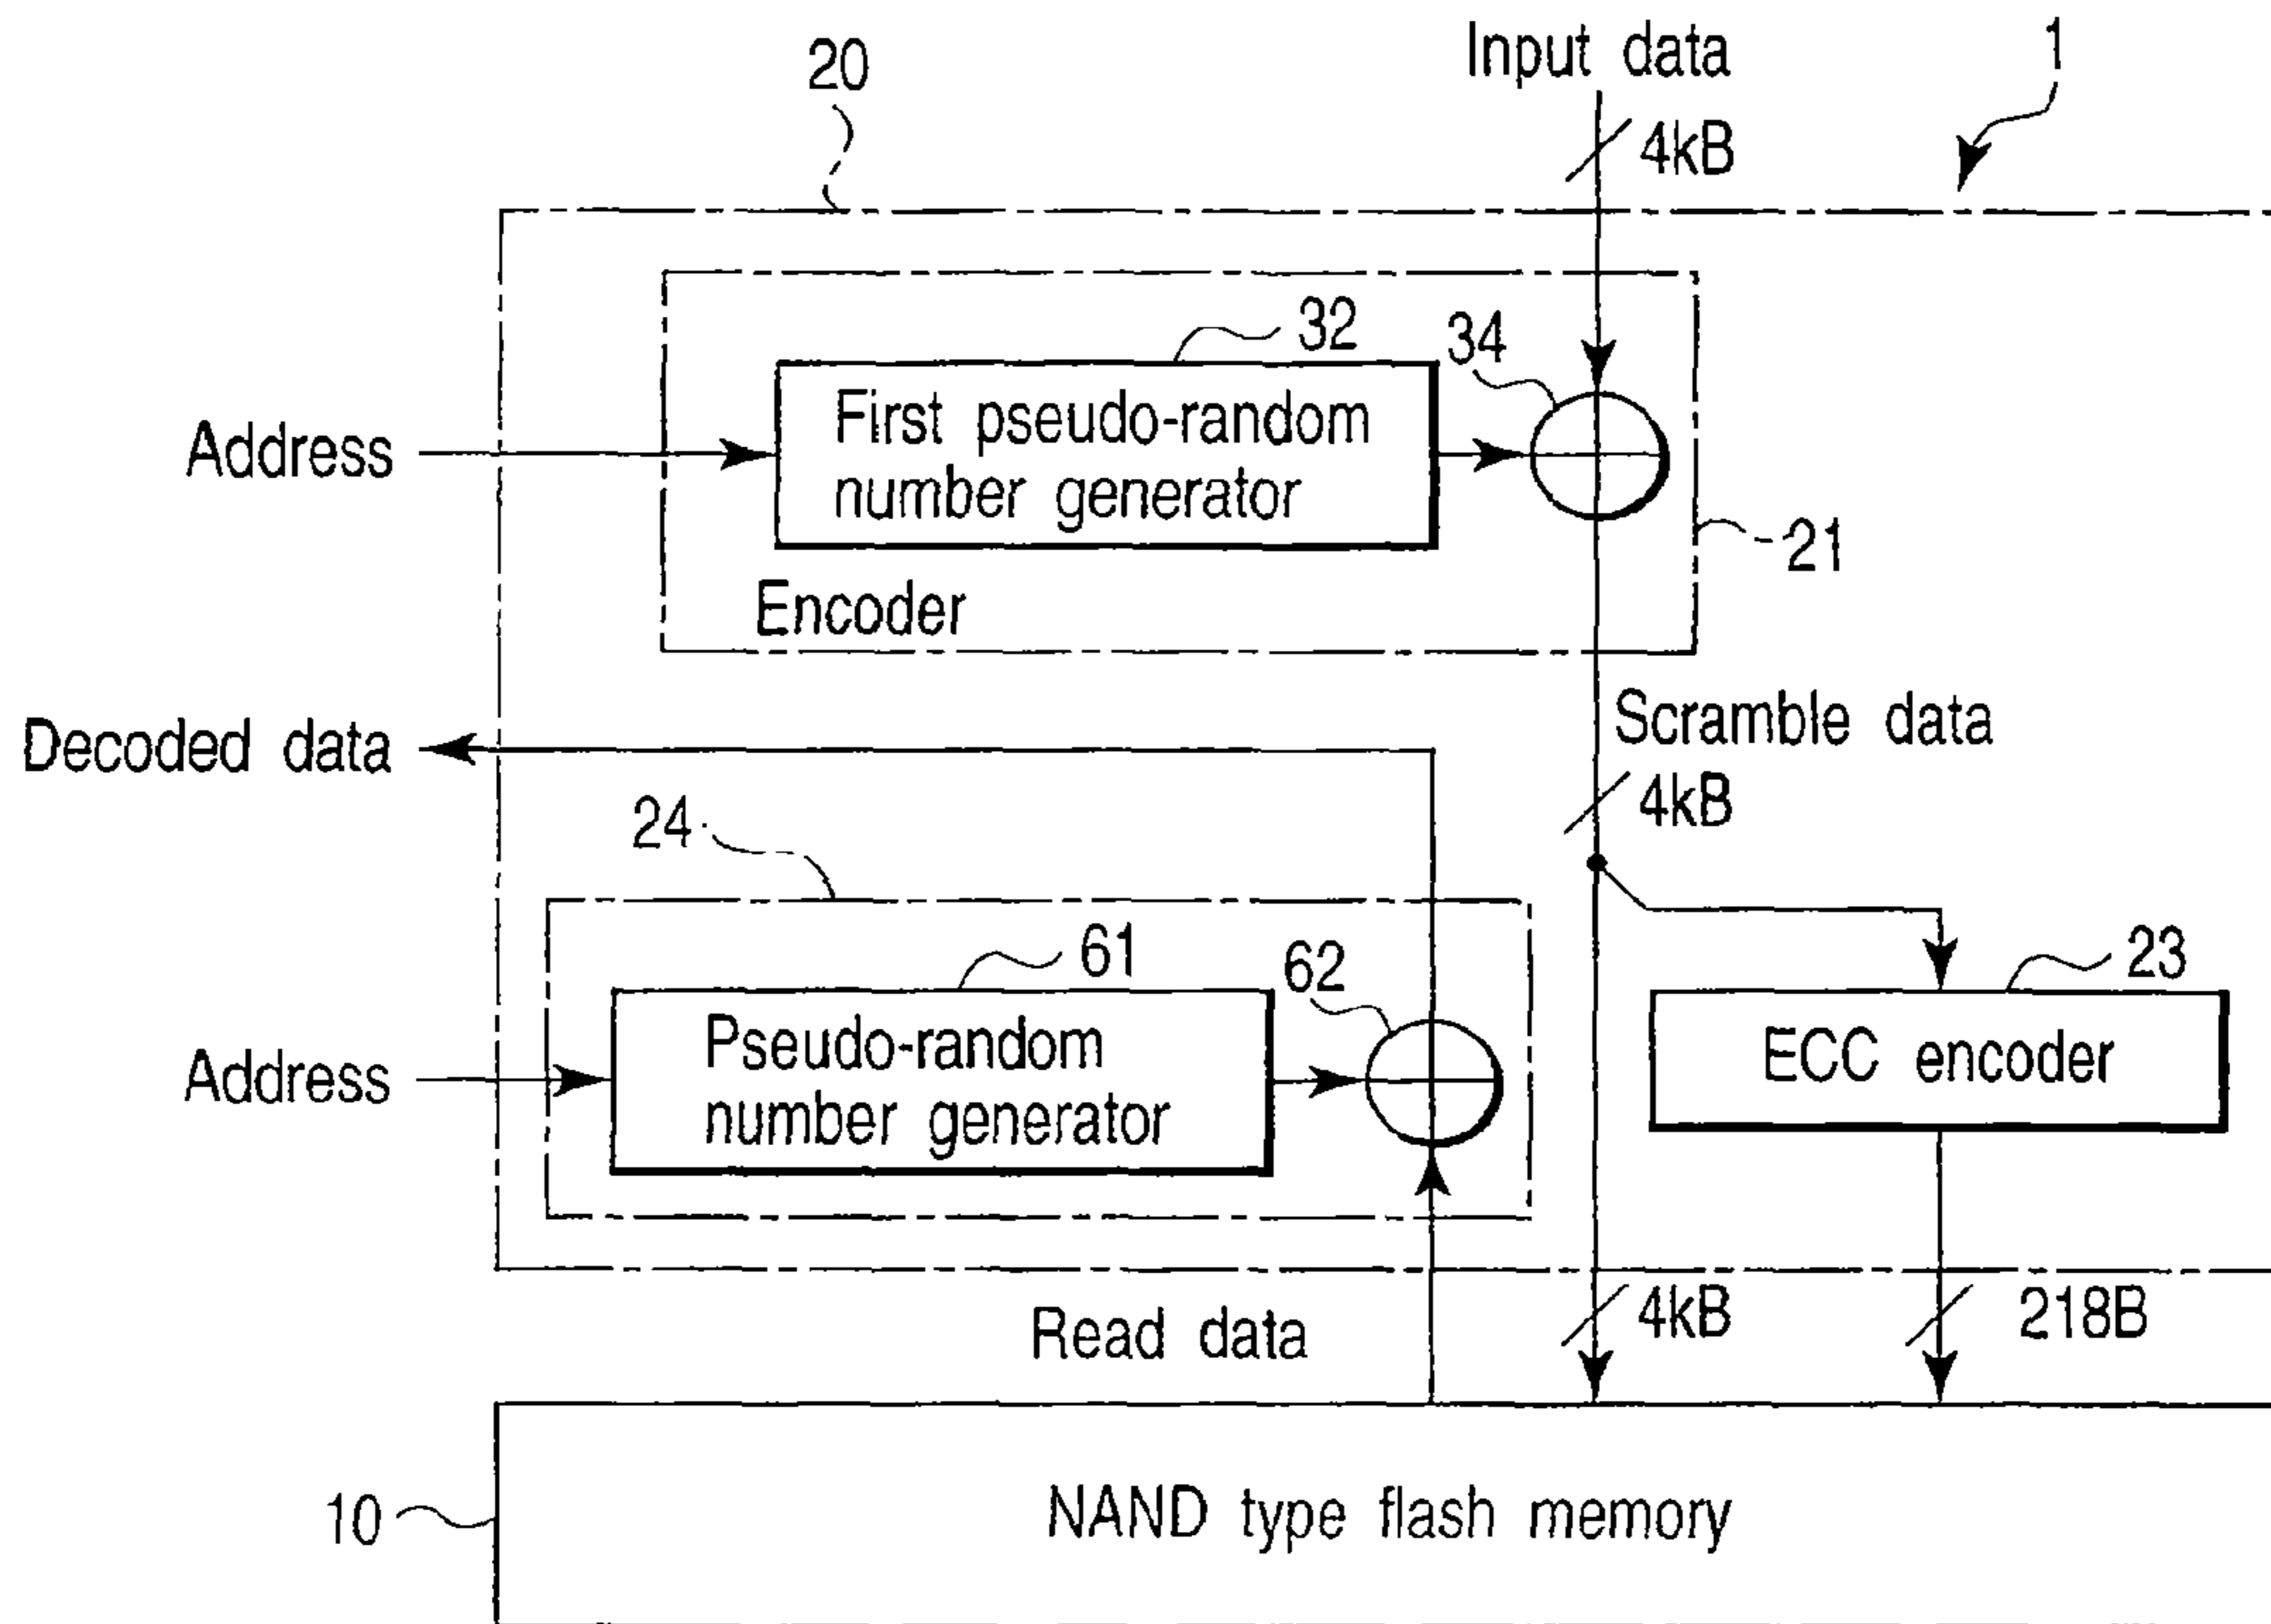 20
Input data
1
4kB
32
34
First pseudo-random
number generator
Address
21
Encoder
Scramble data
Decoded data
4kB
24
61
62
23
Pseudo-random
number generator
ECC encoder
Address
4kB
218B
Read data
10
NAND type flash memory